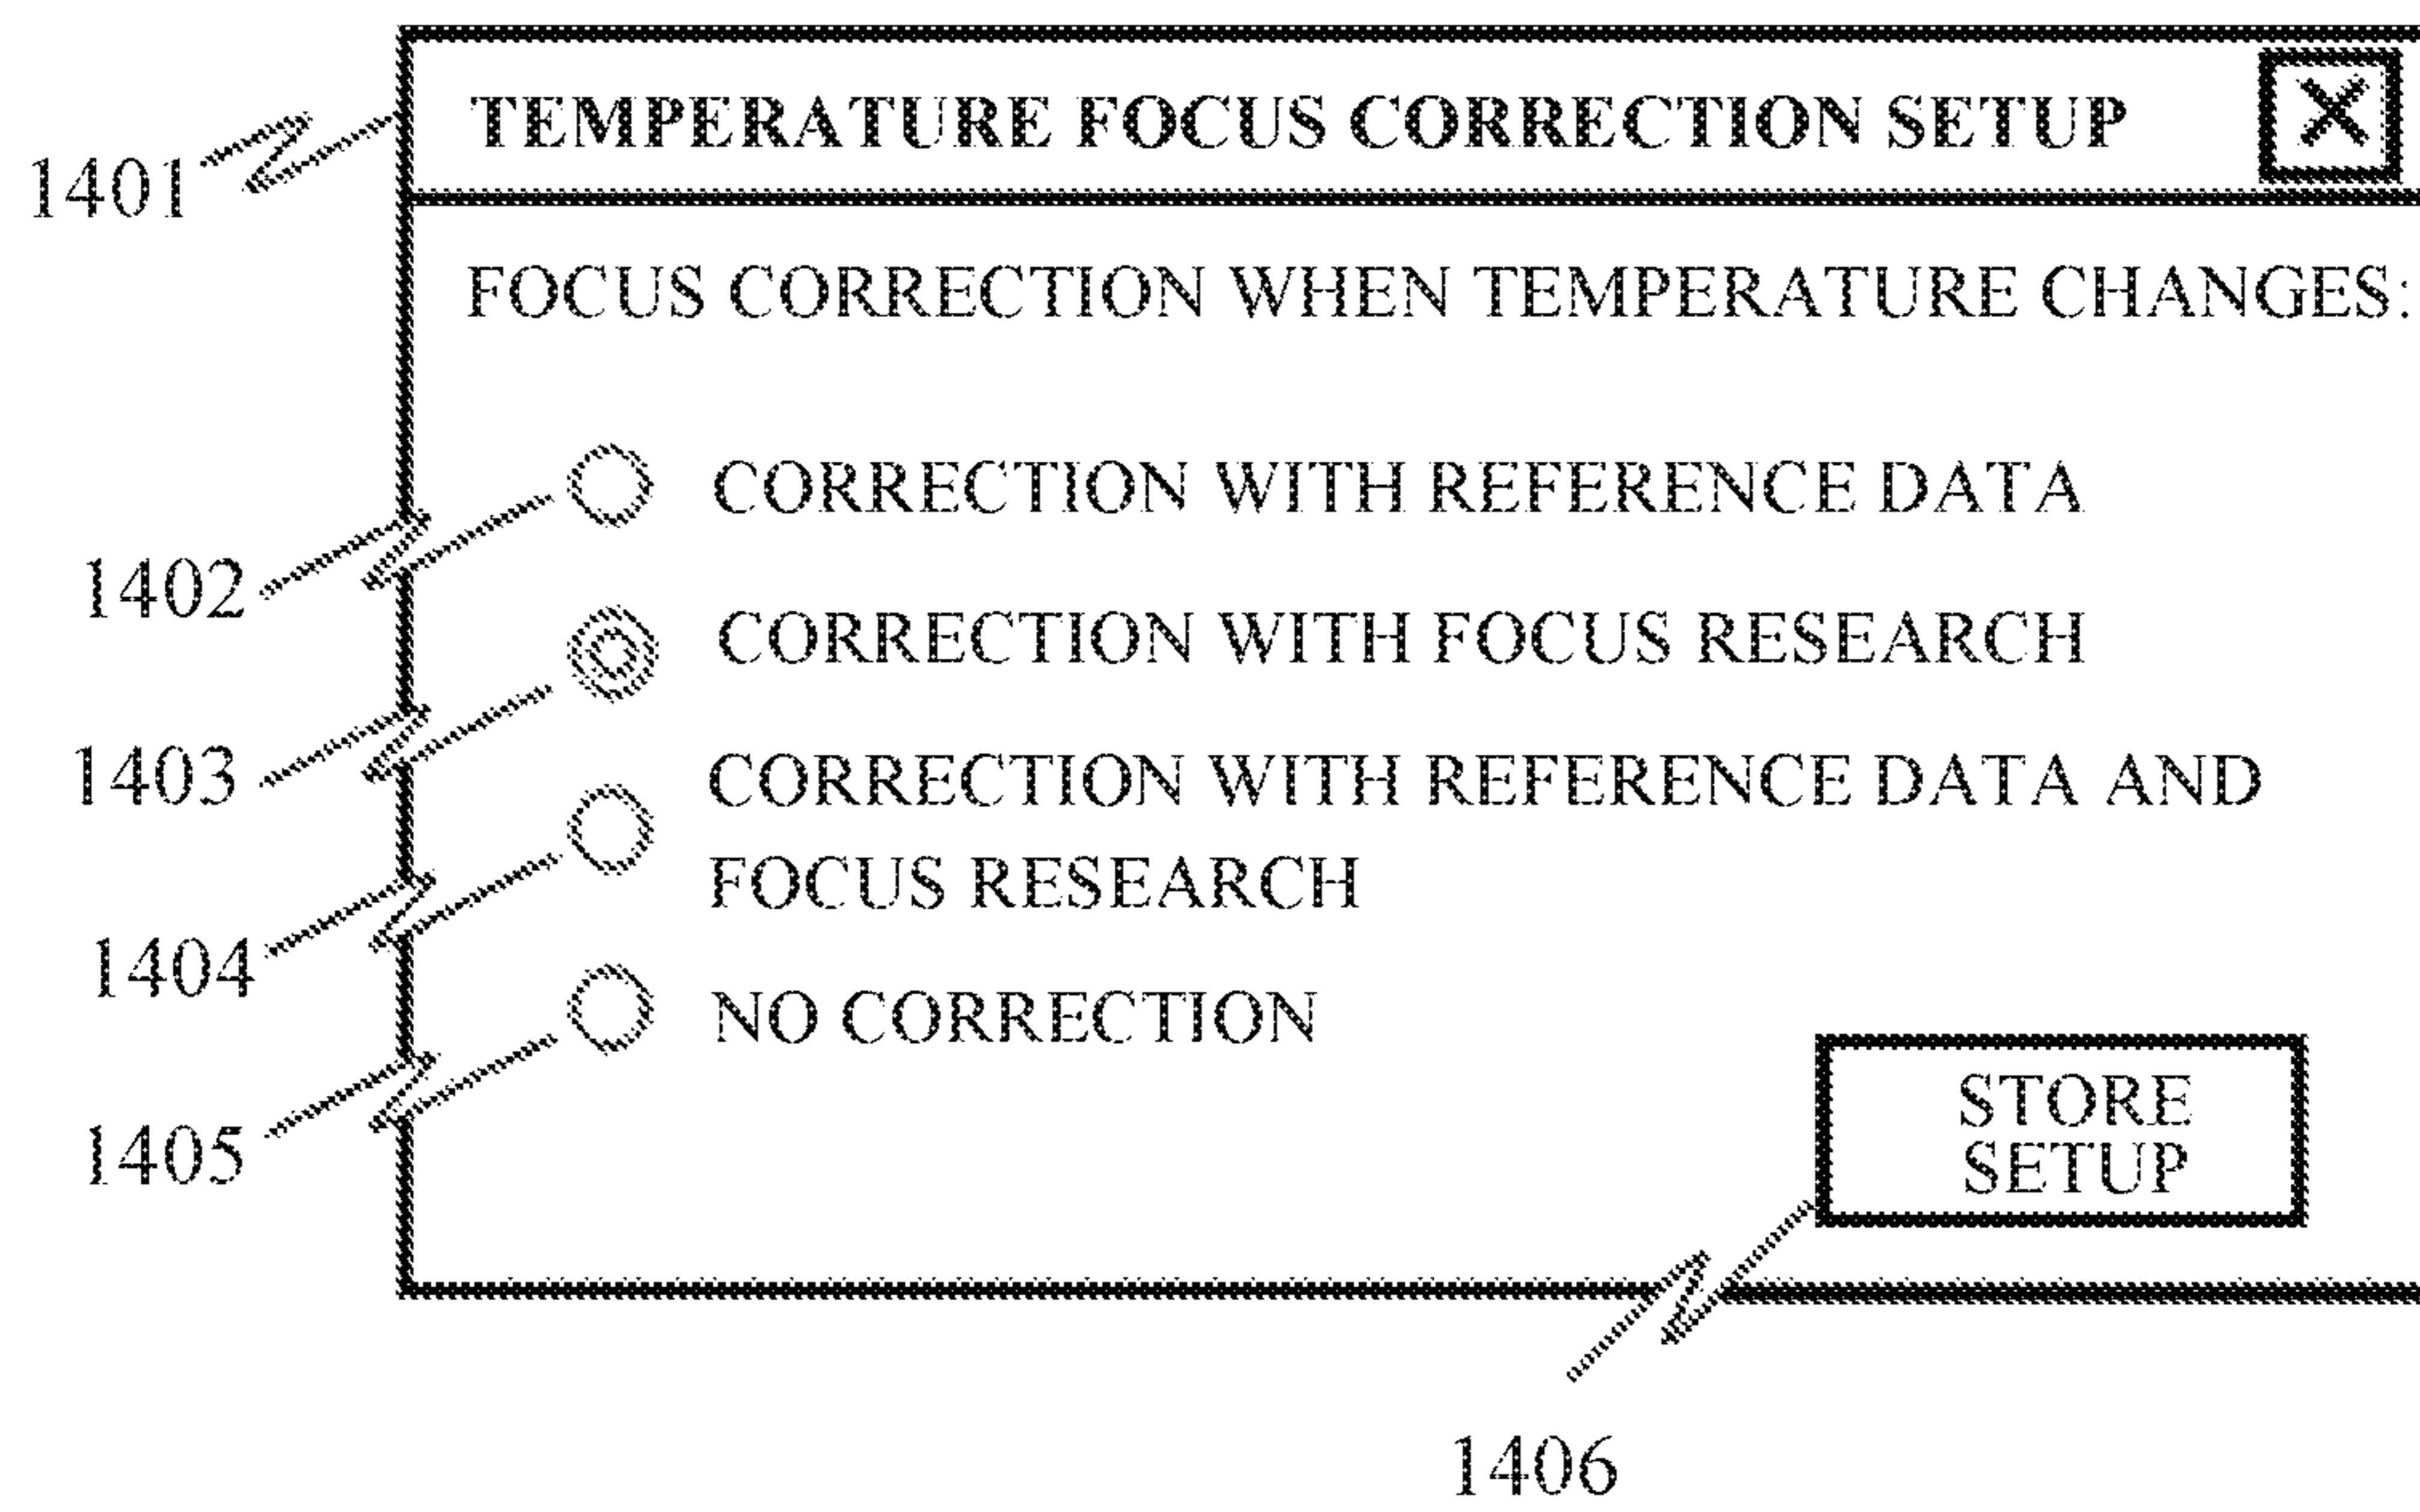 TEMPERATURE FOCUS CORRECTION SETUP
1401
FOCUS CORRECTION WHEN TEMPERATURE CHANGES:
CORRECTION WITH REFERENCE DATA
1402
CORRECTION WITH FOCUS RESEARCH
1403
CORRECTION WITH REFERENCE DATA AND
FOCUS RESEARCH
1404
NO CORRECTION
1405
STORE
SETUP
1406